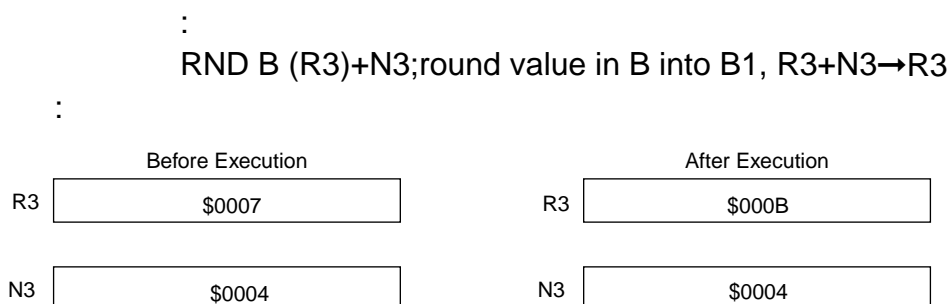 :
RND B (R3)+N3;round value in B into B1, R3+N3→R3
:
Before Execution After Execution
R3 $0007 R3 $000B
N3 $0004 N3 $0004